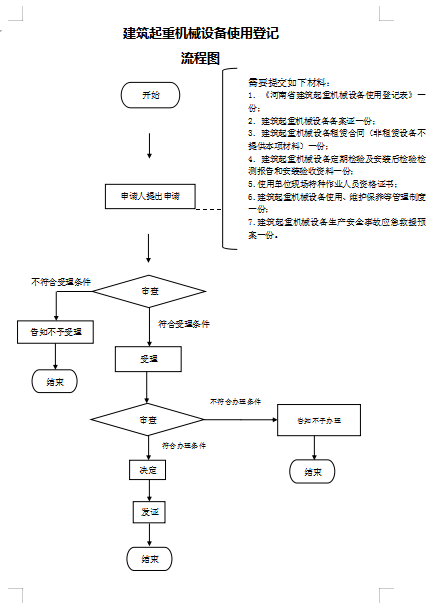 建筑起重机械设备使用登记
流程图
开始
需要提交如下材料：
1．《河南省建筑起重机械设备使用登记表》一
份；
2．建筑起重机械设备备案证一份；
3．建筑起重机械设备租赁合同（非租赁设备不
提供本项材料）一份；
4．建筑起重机械设备定期检验及安装后检验检
测报告和安装验收资料一份；
5.使用单位现场特种作业人员资格证书；
6.建筑起重机械设备使用、维护保养等管理制度
一份；
7.建筑起重机械设备生产安全事故应急救援预
案一份。
申请人提出申请
不符合受理条件
审查
告知不予受理
符合受理条件
受理
结束
不符合办理条件
审查
告知不予办理
符合办理条件
决定
结束
发证
结束